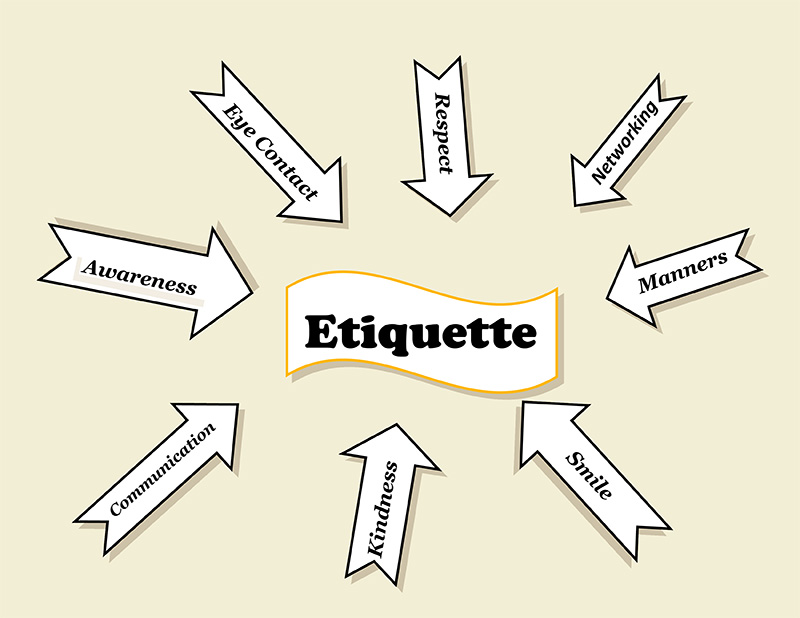 Eye Contact
Respect
Networking
Awareness
Manners
Etiquette
Communication
Kindness
Smile